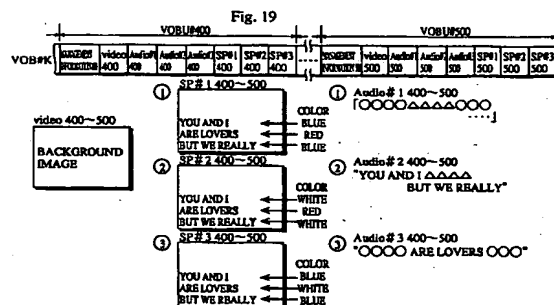 Fig. 19
VOBU#400 VOBU#500
VOB#K video 400 Audio#1 400 Audio#2 400 Audio#3 400 SP#1 400 SP#2 400 SP#3 400 video 500 Audio#1 500 Audio#2 500 Audio#3 500 SP#1 500 SP#2 500 SP#3 500
video 400～500
BACKGROUND
IMAGE
① SP#1 400～500
COLOR
YOU AND I BLUE
ARE LOVERS RED
BUT WE REALLY BLUE
② SP#2 400～500
COLOR
YOU AND I WHITE
ARE LOVERS RED
BUT WE REALLY WHITE
③ SP#3 400～500
COLOR
YOU AND I BLUE
ARE LOVERS WHITE
BUT WE REALLY BLUE
① Audio#1 400～500
「○○○○△△△△○○○
‥‥」
② Audio#2 400～500
"YOU AND I △△△△
BUT WE REALLY"
③ Audio#3 400～500
"○○○○ ARE LOVERS ○○○"